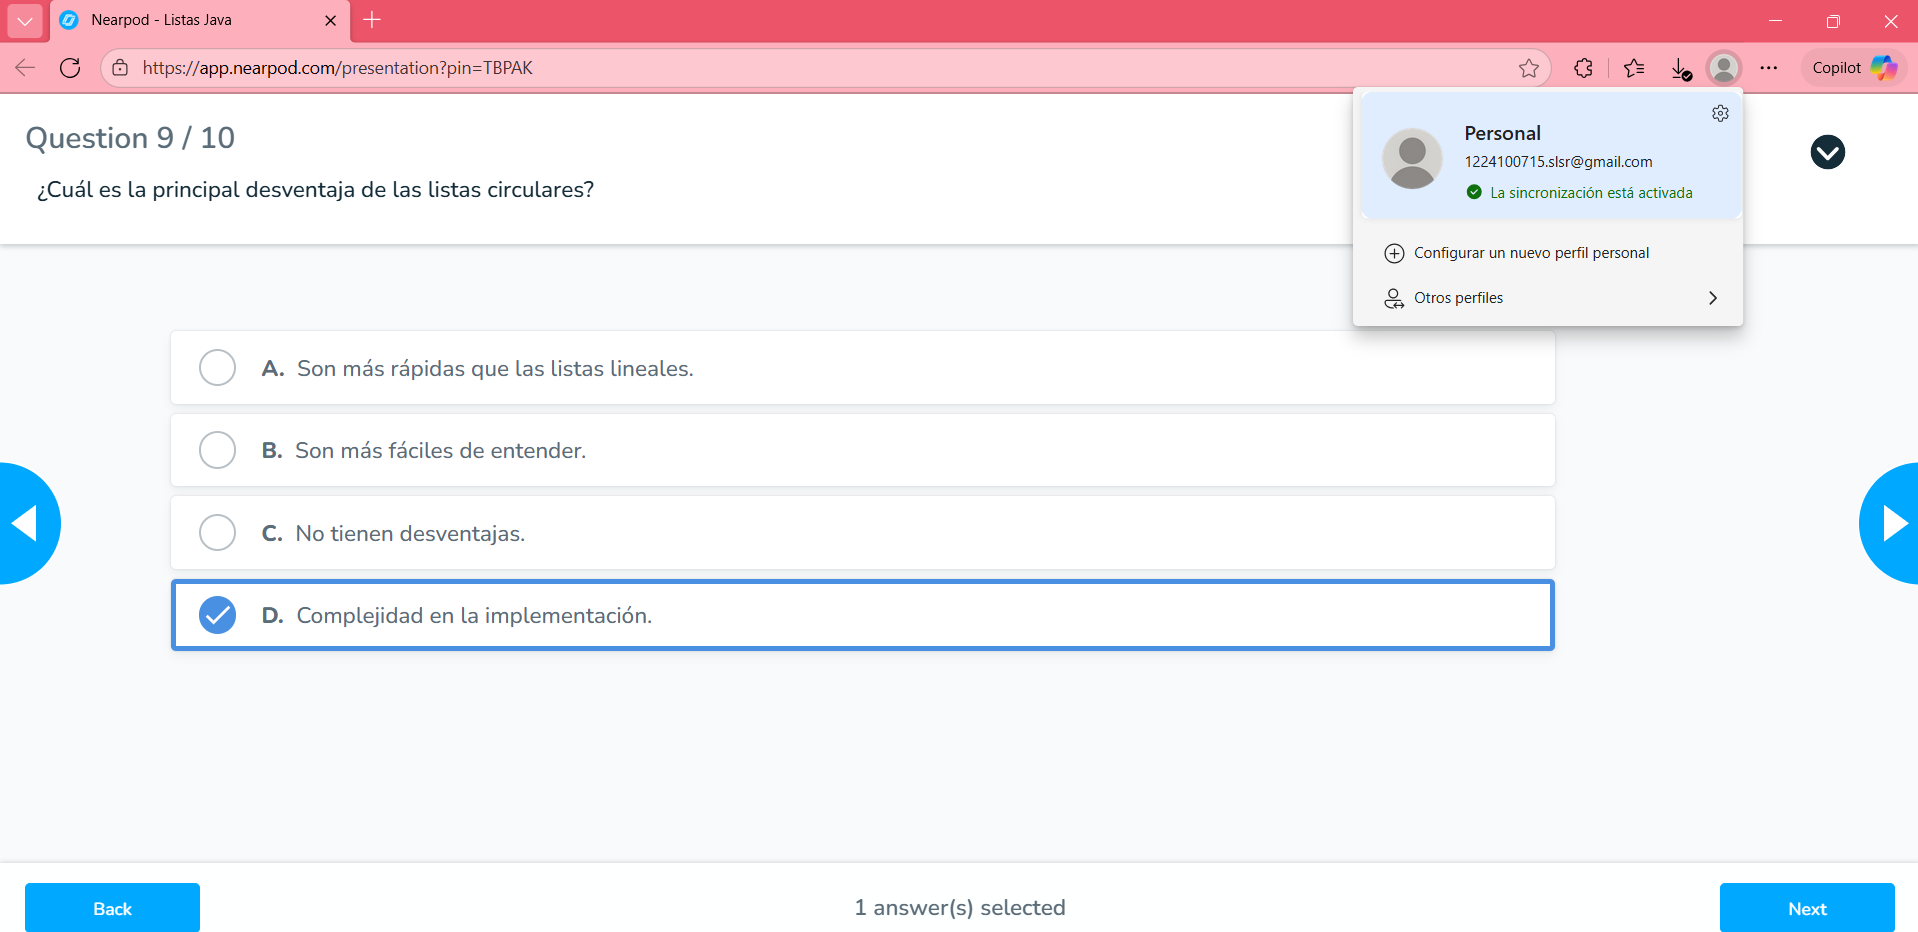 Nearpod - Listas Java
https://app.nearpod.com/presentation?pin=TBPAK
Copilot
Question 9 / 10
¿Cuál es la principal desventaja de las listas circulares?
Personal
1224100715.slsr@gmail.com
La sincronización está activada
Configurar un nuevo perfil personal
Otros perfiles
A. Son más rápidas que las listas lineales.
B. Son más fáciles de entender.
C. No tienen desventajas.
D. Complejidad en la implementación.
Back
1 answer(s) selected
Next